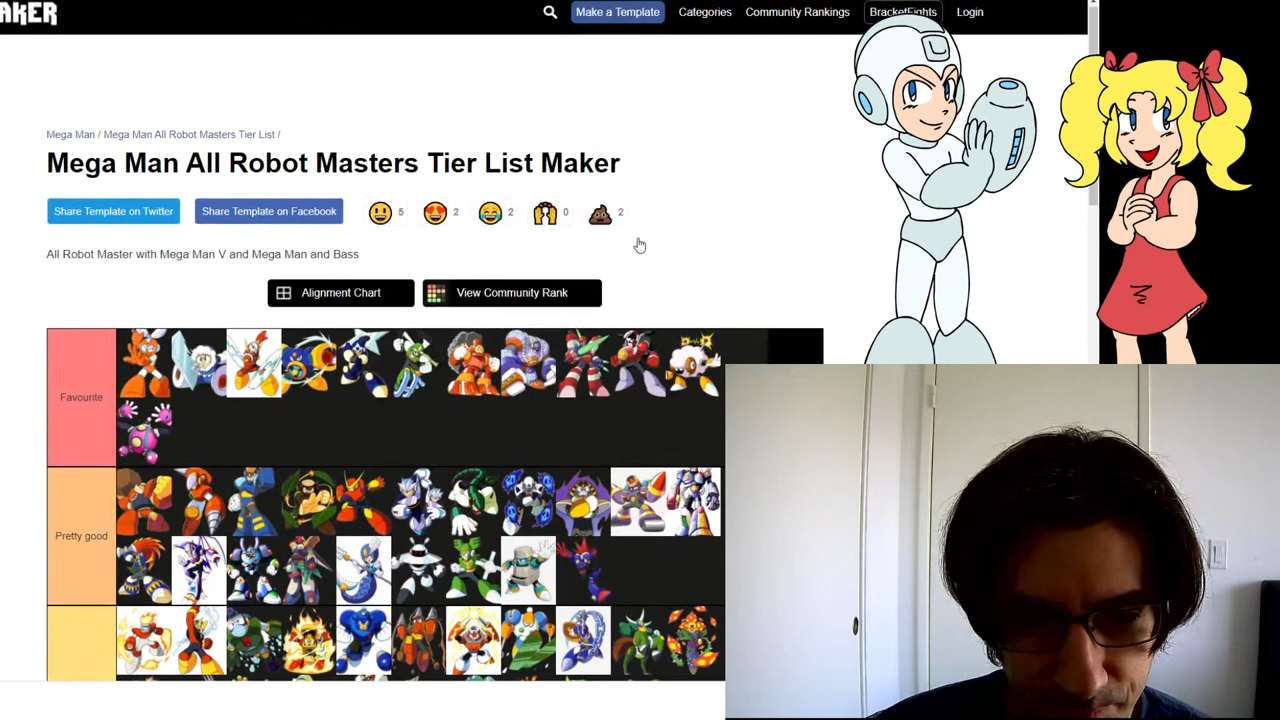 AKER
Make a Template
Categories
Community Rankings
BracketFights
Login
Mega Man / Mega Man All Robot Masters Tier List /
Mega Man All Robot Masters Tier List Maker
Share Template on Twitter
Share Template on Facebook
5
2
2
0
2
All Robot Master with Mega Man V and Mega Man and Bass
Alignment Chart
View Community Rank
Favourite
Pretty good